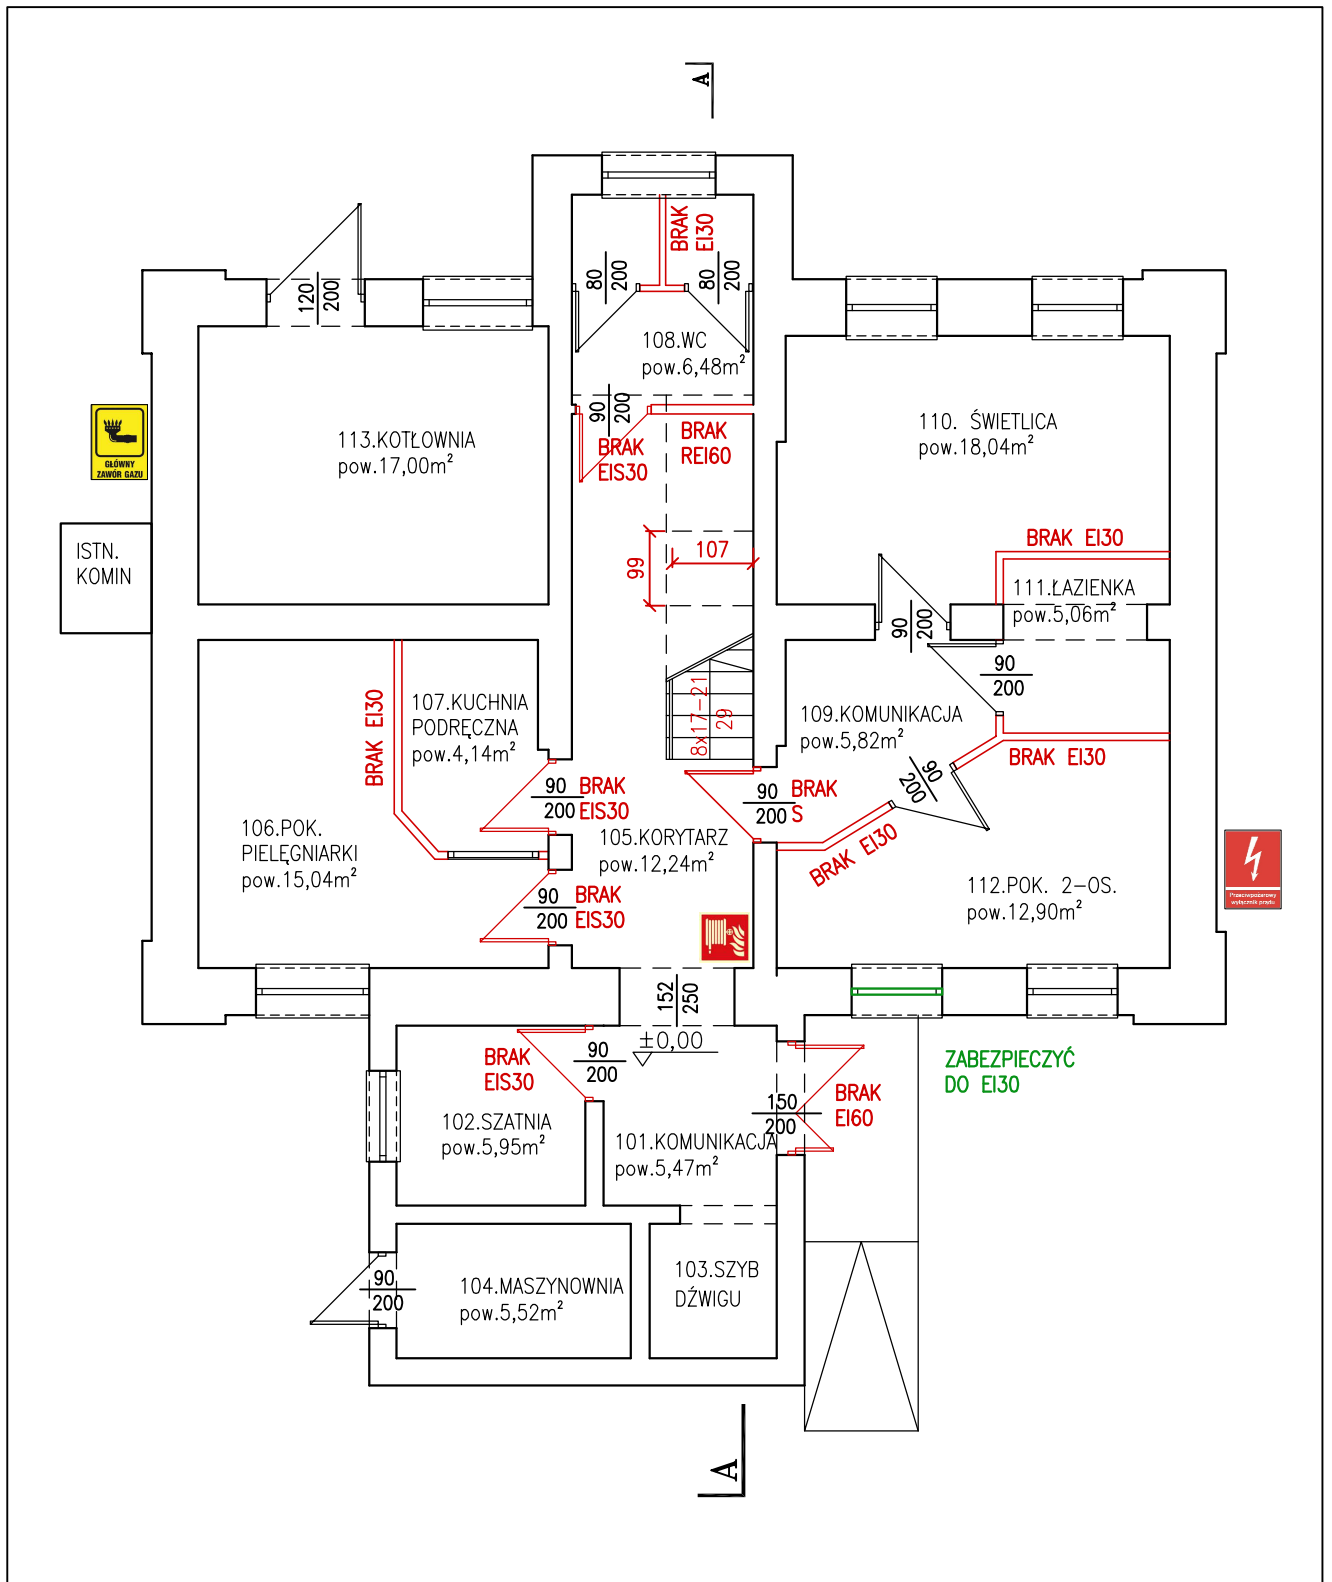 A
BRAK
EI30
80
200
80
200
120
200
108.WC
pow.6,48m²
90
200
BRAK
EIS30
BRAK
REI60
113.KOTŁOWNIA
pow.17,00m²
110. ŚWIETLICA
pow.18,04m²
GŁÓWNY
ZAWÓR GAZU
ISTN.
KOMIN
107
99
BRAK EI30
111.ŁAZIENKA
pow.5,06m²
90
200
90
200
BRAK EI30
107.KUCHNIA
PODRĘCZNA
pow.4,14m²
8x17-21
29
109.KOMUNIKACJA
pow.5,82m²
BRAK EI30
90
200
90
200
BRAK
EIS30
90
200
BRAK
S
106.POK.
PIELĘGNIARKI
pow.15,04m²
105.KORYTARZ
pow.12,24m²
BRAK EI30
112.POK. 2-OS.
pow.12,90m²
Przeciwpożarowy
wyłącznik prądu
90
200
BRAK
EIS30
152
250
±0,00
BRAK
EIS30
90
200
ZABEZPIECZYĆ
DO EI30
150
200
BRAK
EI60
102.SZATNIA
pow.5,95m²
101.KOMUNIKACJA
pow.5,47m²
103.SZYB
DŹWIGU
90
200
104.MASZYNOWNIA
pow.5,52m²
A